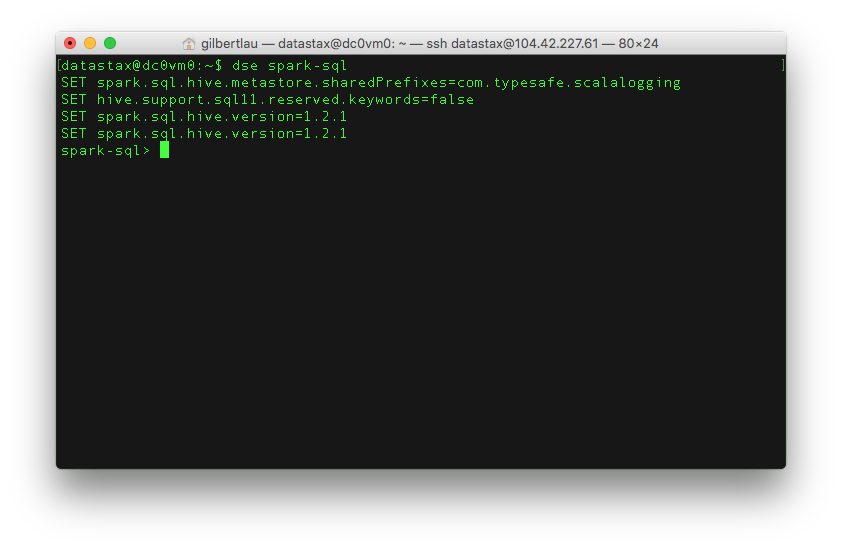 gilbertlau — datastax@dc0vm0: ~ — ssh datastax@104.42.227.61 — 80×24
[datastax@dc0vm0:~$ dse spark-sql ]
SET spark.sql.hive.metastore.sharedPrefixes=com.typesafe.scalalogging
SET hive.support.sql11.reserved.keywords=false
SET spark.sql.hive.version=1.2.1
SET spark.sql.hive.version=1.2.1
spark-sql>